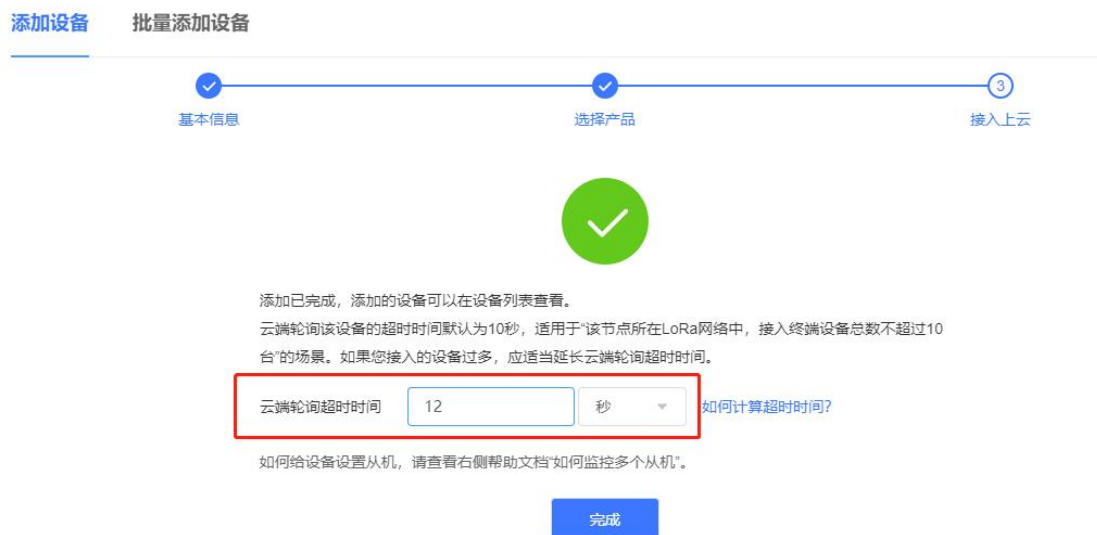 添加设备 批量添加设备
3
基本信息 选择产品 接入上云
添加已完成，添加的设备可以在设备列表查看。
云端轮询该设备的超时时间默认为10秒，适用于“该节点所在LoRa网络中，接入终端设备总数不超过10
台”的场景。如果您接入的设备过多，应适当延长云端轮询超时时间。
云端轮询超时时间 12 秒 如何计算超时时间?
如何给设备设置从机，请查看右侧帮助文档“如何监控多个从机”。
完成